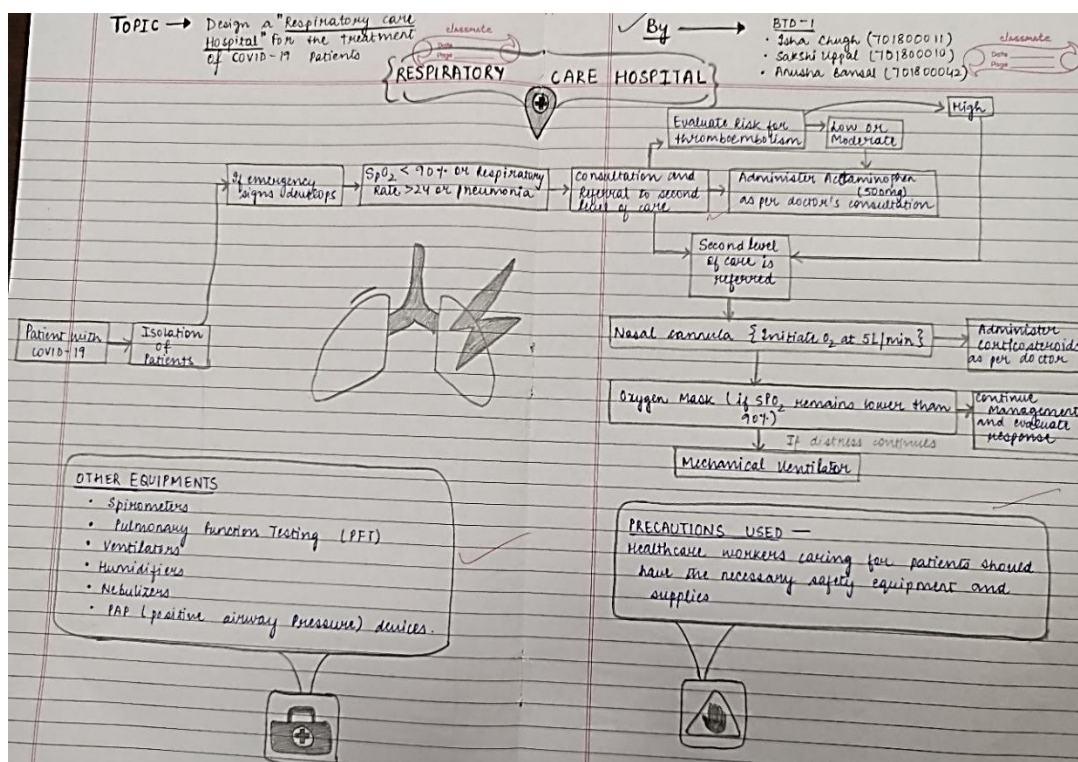 TOPIC → Design a "Respiratory care
Hospital" for the treatment
of COVID-19 Patients
classmate
Date
Page
By →
BTD-1
• Isha Chugh (701800011)
• Sakshi Uppal (701800010)
• Anusha Bansal (701800042)
classmate
Date
Page
RESPIRATORY CARE HOSPITAL
Patient with
COVID-19
Isolation
of
Patients
If emergency
signs develops
SpO2 < 90% or Respiratory
Rate >24 or pneumonia
Consultation and
Referral to second
level of care
Evaluate Risk for
thromboembolism
Low or
Moderate
High
Administer Acetaminophen
(500mg)
as per doctor's consultation
Second level
of care is
referred
Nasal cannula {Initiate O2 at 5L/min}
Administer
corticosteroids
as per doctor
Oxygen Mask (if SPO2 remains lower than
90%)
Continue
Management
and evaluate
response
If distress continues
Mechanical Ventilator
OTHER EQUIPMENTS
• Spirometers
• Pulmonary Function Testing (PFT)
• Ventilators
• Humidifiers
• Nebulizers
• PAP (positive airway Pressure) devices.
PRECAUTIONS USED —
Healthcare workers caring for patients should
have the necessary safety equipment and
supplies